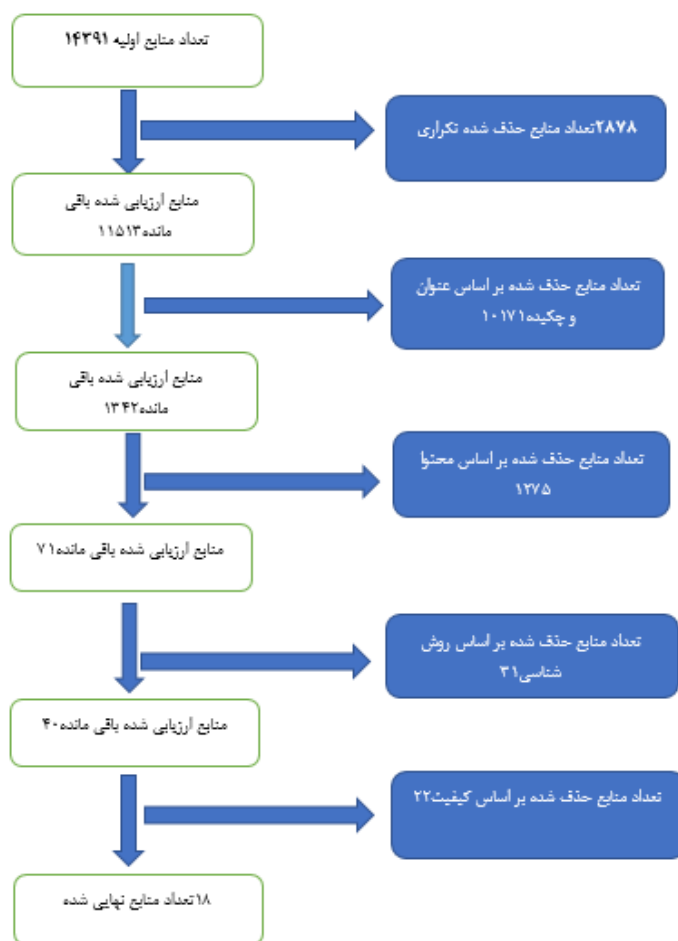 تعداد منابع اولیه ۱۴۳۹۱
۲۸۷۸تعداد منابع حذف شده تکراری
منابع ارزیابی شده باقی
مانده۱۱۵۱۳
تعداد منابع حذف شده بر اساس عنوان
و چکیده۱۰۱۷۱
منابع ارزیابی شده باقی
مانده۱۳۴۲
تعداد منابع حذف شده بر اساس محتوا
۱۲۷۵
منابع ارزیابی شده باقی مانده۷۱
تعداد منابع حذف شده بر اساس روش
شناسی۳۱
منابع ارزیابی شده باقی مانده۴۰
تعداد منابع حذف شده بر اساس کیفیت۲۲
۱۸تعداد منابع نهایی شده